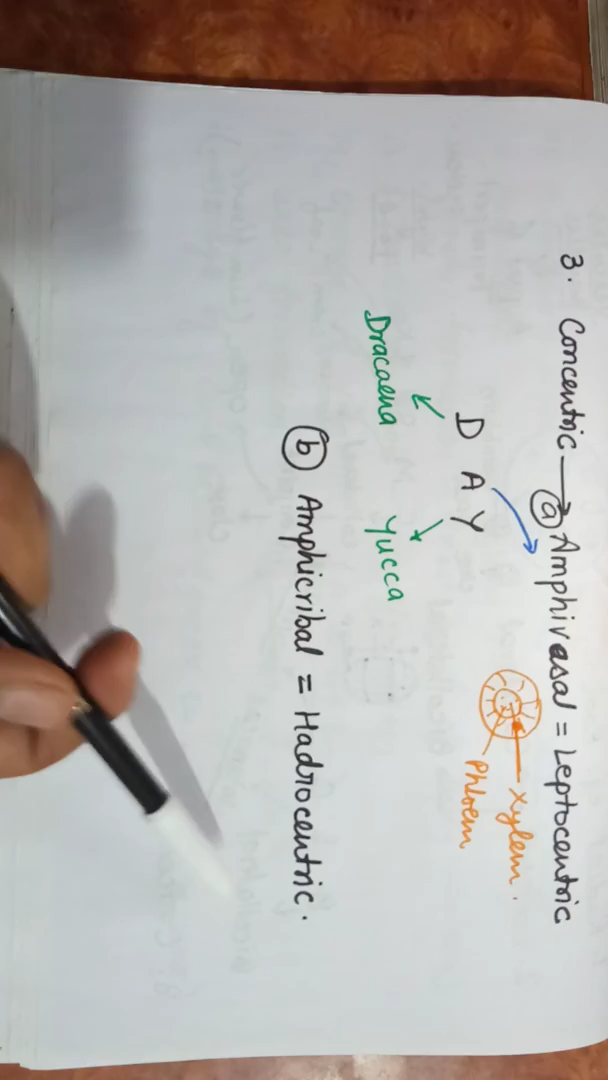 3. Concentric → ⓐ Amphivasal = Leptocentric
D A Y
Xylem.
Phloem
Dracaena Yucca
ⓑ Amphicribal = Hadrocentric.